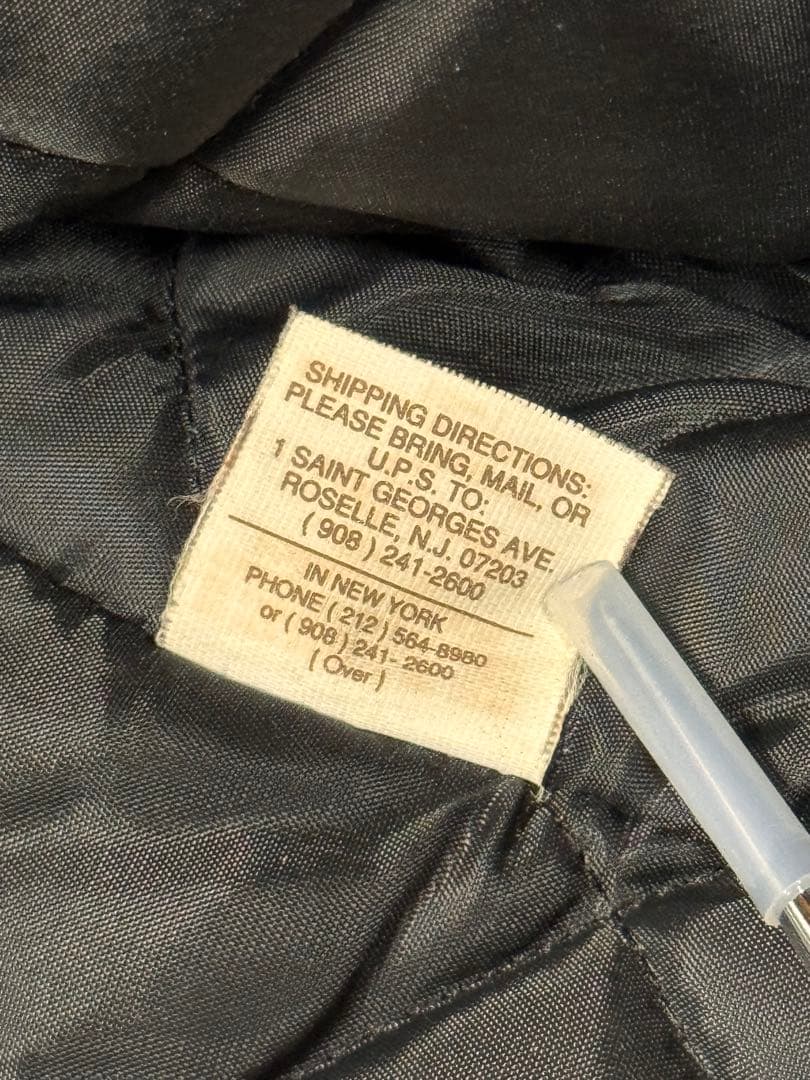 SHIPPING DIRECTIONS:
PLEASE BRING, MAIL, OR
U.P.S. TO:
1 SAINT GEORGES AVE.
ROSELLE, N.J. 07203
( 908 ) 241-2600
IN NEW YORK
PHONE ( 212 ) 564-8980
or ( 908 ) 241- 2600
( Over )